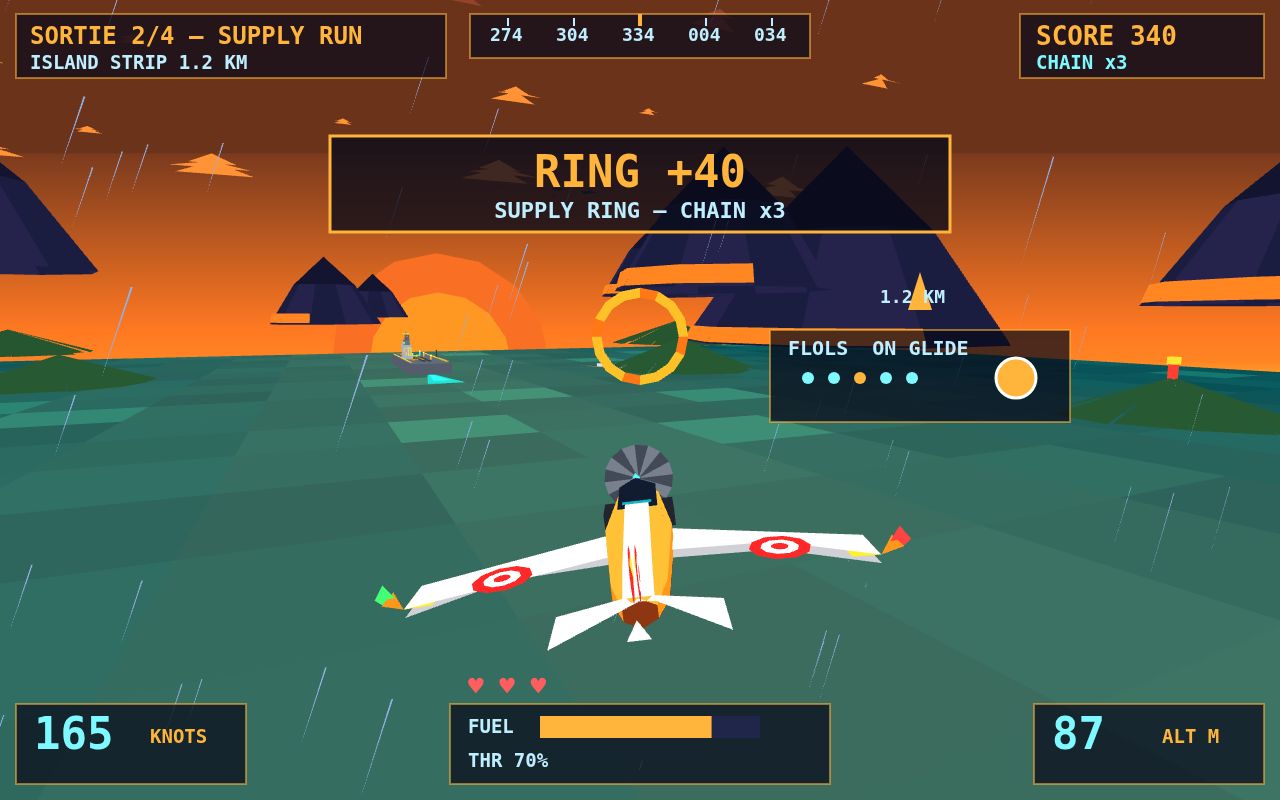 SORTIE 2/4 — SUPPLY RUN
ISLAND STRIP 1.2 KM
274 304 334 004 034
SCORE 340
CHAIN x3
RING +40
SUPPLY RING — CHAIN x3
1.2 KM
FLOLS ON GLIDE
165 KNOTS
FUEL
THR 70%
87 ALT M